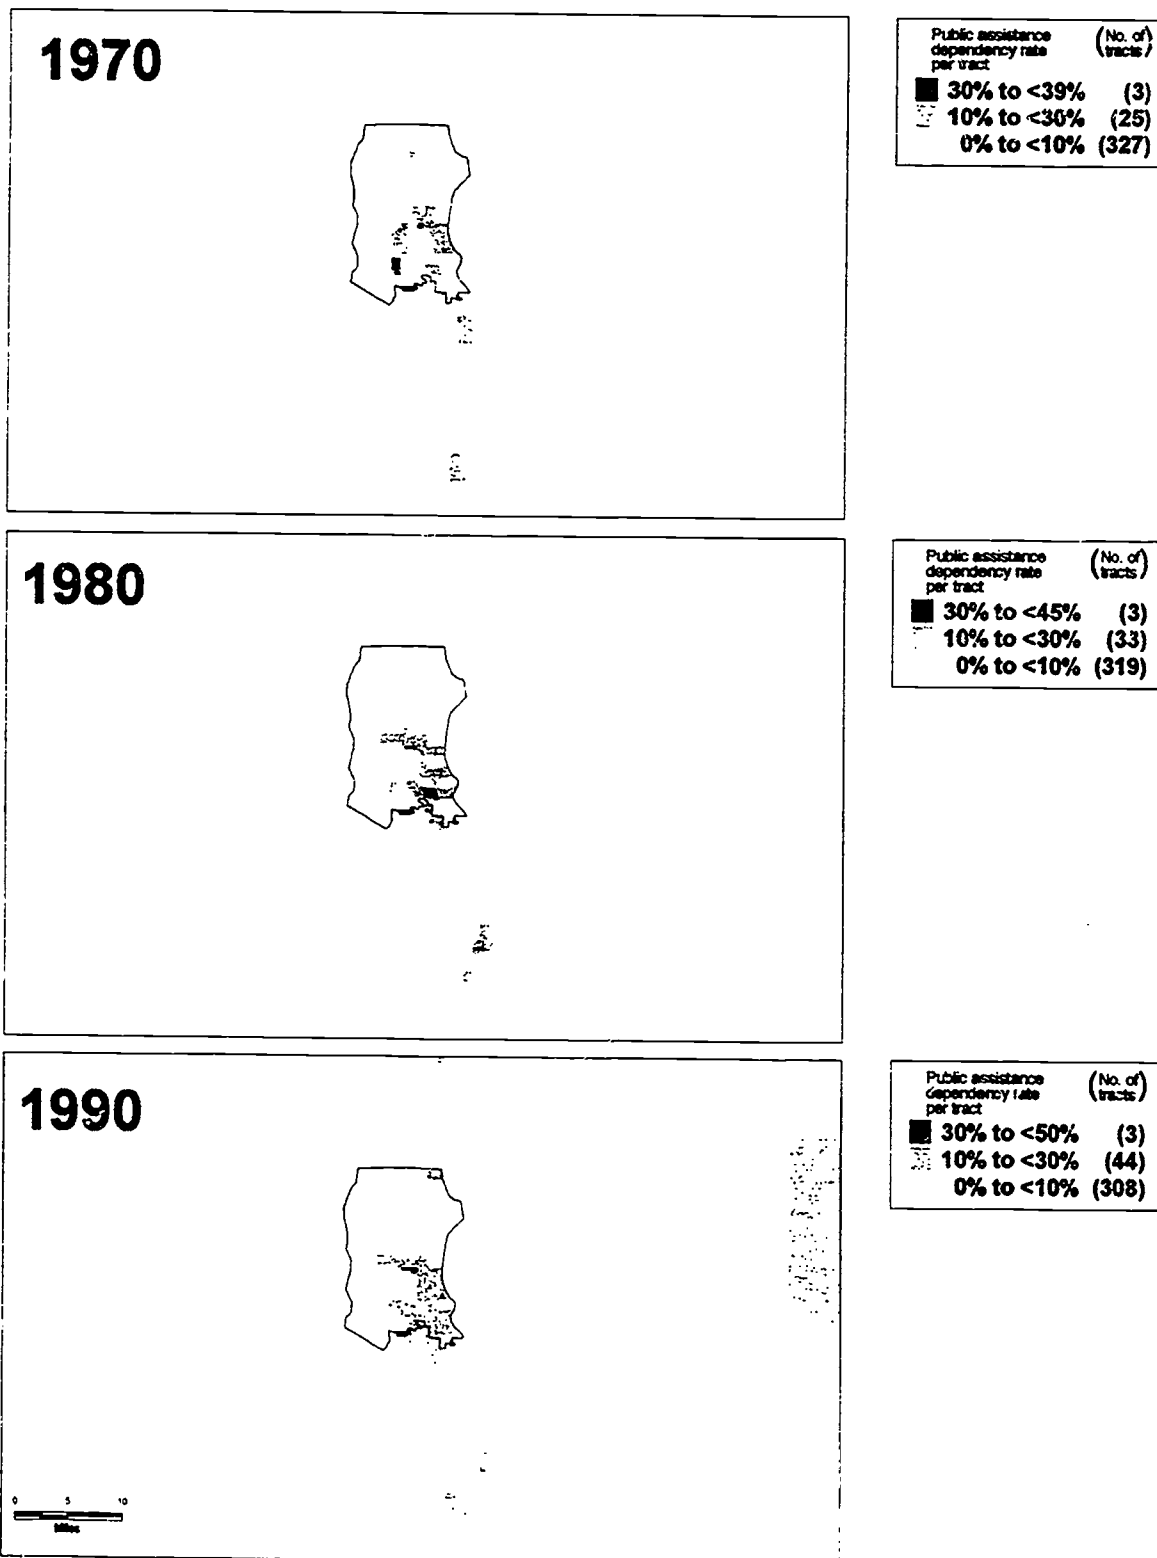 1970
Public assistance (No. of
dependency rate tracts)
per tract
30% to <39% (3)
10% to <30% (25)
0% to <10% (327)
1980
Public assistance (No. of
dependency rate tracts)
per tract
30% to <45% (3)
10% to <30% (33)
0% to <10% (319)
1990
Public assistance (No. of
dependency rate tracts)
per tract
30% to <50% (3)
10% to <30% (44)
0% to <10% (308)
0 5 10
Miles